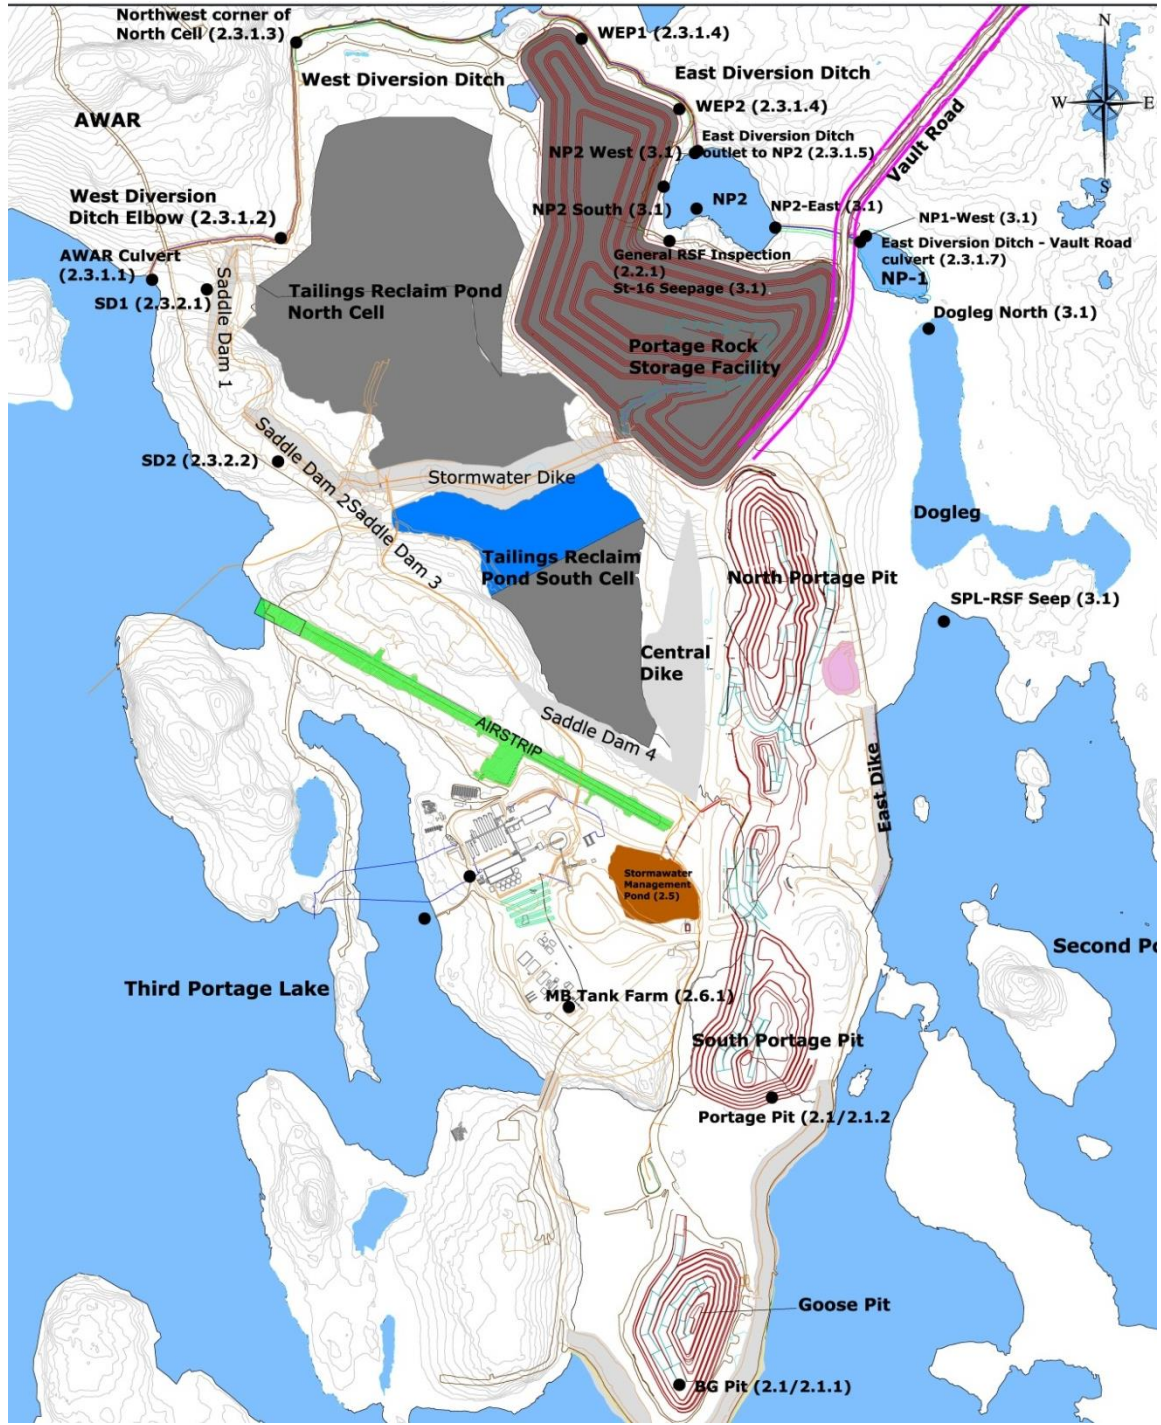 Northwest corner of
North Cell (2.3.1.3)
WEP1 (2.3.1.4)
N
W
E
S
West Diversion Ditch
East Diversion Ditch
AWAR
WEP2 (2.3.1.4)
Vault Road
East Diversion Ditch
outlet to NP2 (2.3.1.5)
NP2 West (3.1)
West Diversion
Ditch Elbow (2.3.1.2)
NP2 South (3.1)
NP2
NP2-East (3.1)
NP1-West (3.1)
East Diversion Ditch - Vault Road
culvert (2.3.1.7)
NP-1
AWAR Culvert
(2.3.1.1)
General RSF Inspection
(2.2.1)
St-16 Seepage (3.1)
SD1 (2.3.2.1)
Saddle Dam 1
Tailings Reclaim Pond
North Cell
Dogleg North (3.1)
Portage Rock
Storage Facility
SD2 (2.3.2.2)
Saddle Dam 2
Stormwater Dike
Saddle Dam 3
Dogleg
Tailings Reclaim
Pond South Cell
North Portage Pit
SPL-RSF Seep (3.1)
Central
Dike
AIRSTRIP
Saddle Dam 4
East Dike
Stormawater
Management
Pond (2.5)
Second Po
Third Portage Lake
MB Tank Farm (2.6.1)
South Portage Pit
Portage Pit (2.1/2.1.2
Goose Pit
BG Pit (2.1/2.1.1)